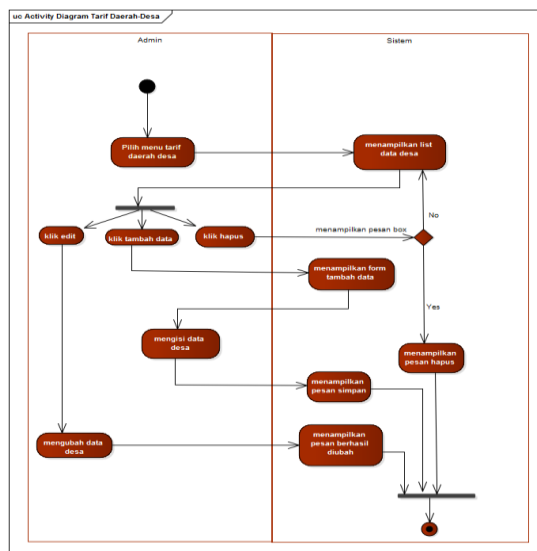 uc Activity Diagram Tarif Daerah-Desa
Admin
Sistem
Pilih menu tarif
daerah desa
menampilkan list
data desa
No
klik edit
klik tambah data
klik hapus
menampilkan pesan box
menampilkan form
tambah data
Yes
mengisi data
desa
menampilkan
pesan hapus
menampilkan
pesan simpan
mengubah data
desa
menampilkan
pesan berhasil
diubah